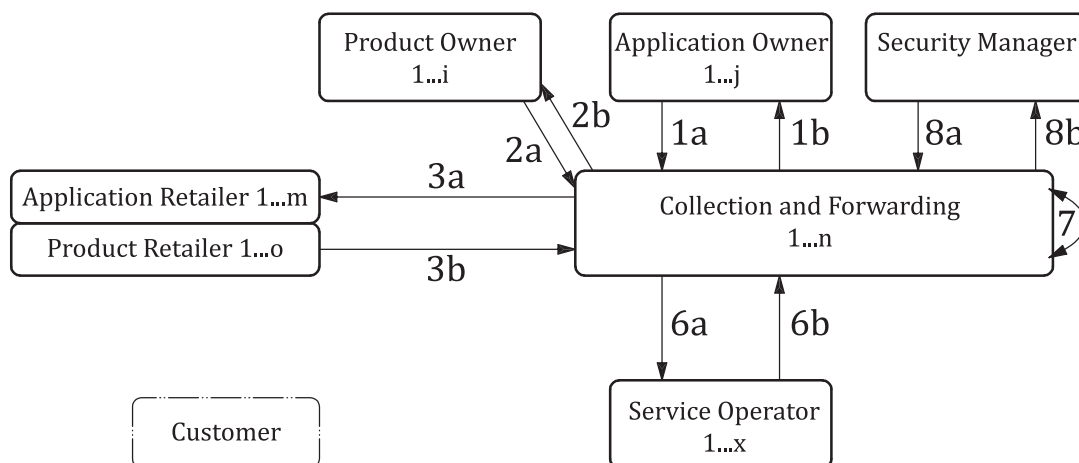 Product Owner
1...i
Application Owner
1...j
Security Manager
2b
2a
1a
1b
8a
8b
3a
Application Retailer 1...m
Product Retailer 1...o
3b
Collection and Forwarding
1...n
7
6a
6b
Customer
Service Operator
1...x